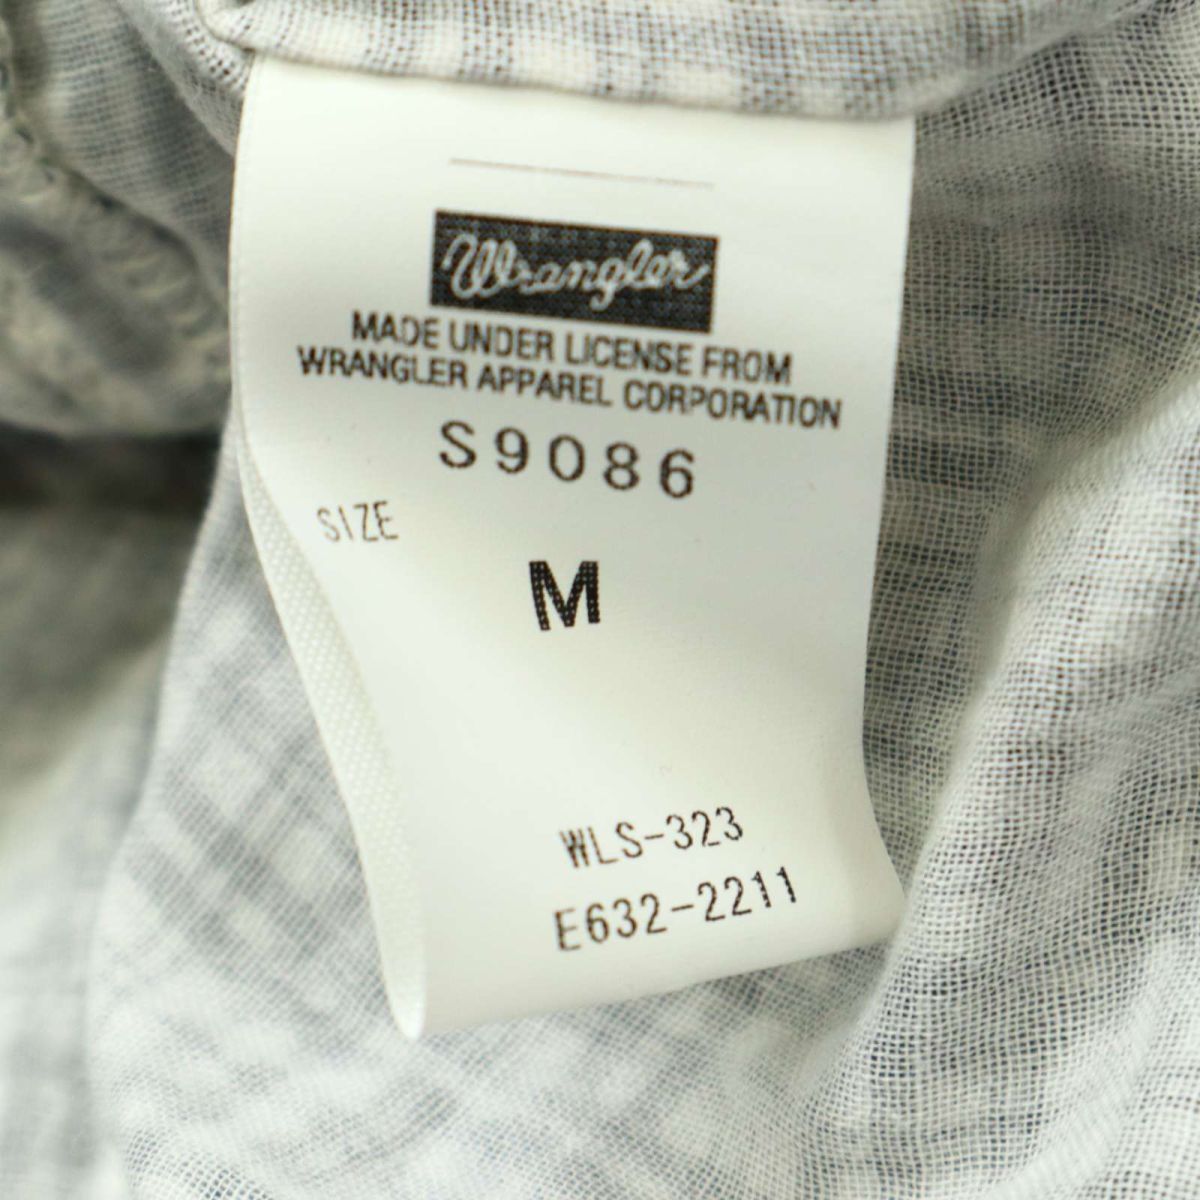 Wrangler
MADE UNDER LICENSE FROM
WRANGLER APPAREL CORPORATION
S9086
SIZE
M
WLS-323
E632-2211